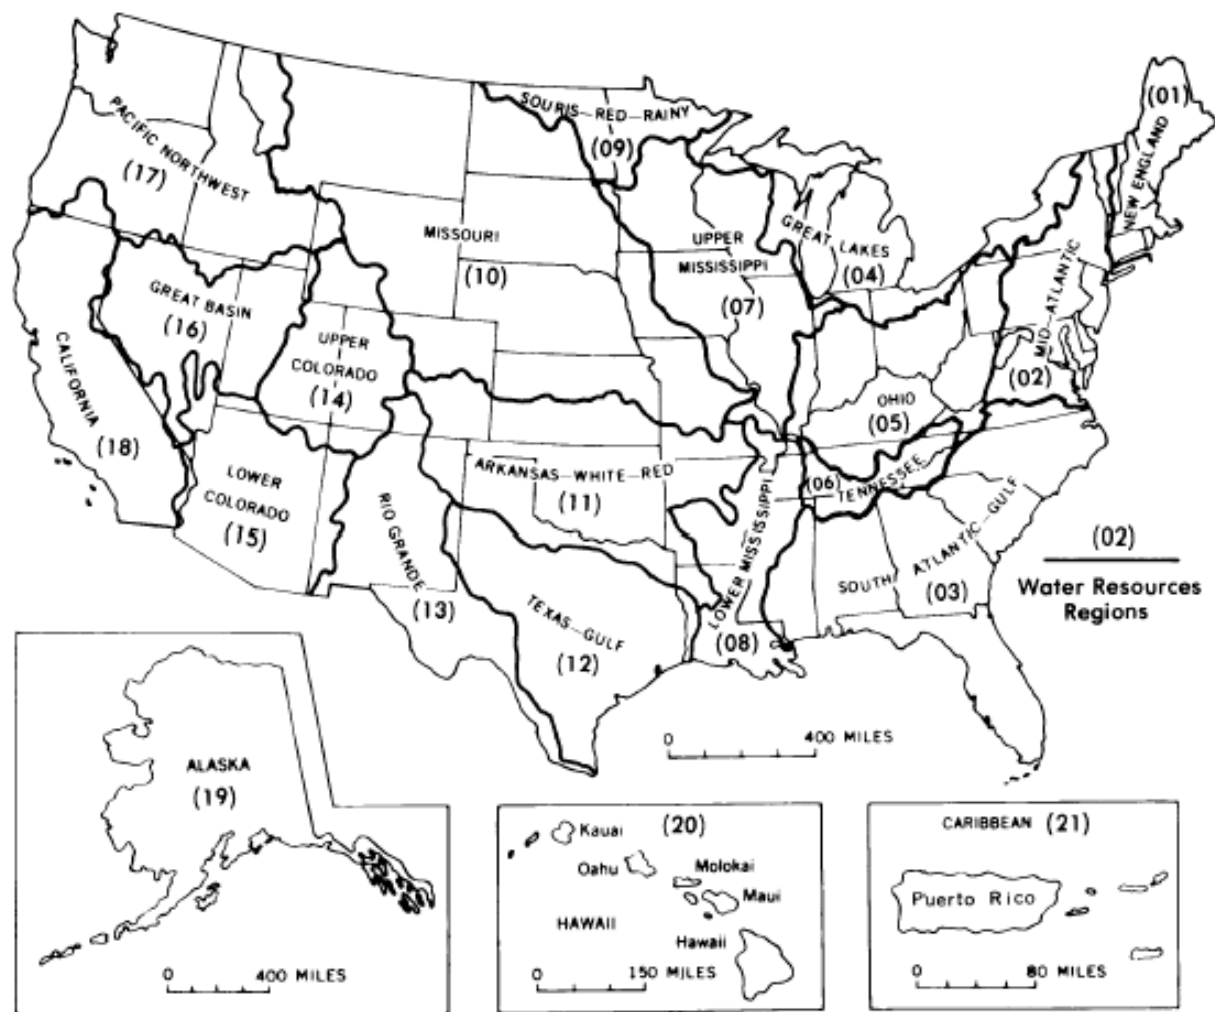 (01)
NEW ENGLAND
SOURIS—RED—RAINY
(09)
PACIFIC NORTHWEST
(17)
MISSOURI
(10)
UPPER
MISSISSIPPI
(07)
GREAT LAKES
(04)
MID-ATLANTIC
(02)
GREAT BASIN
(16)
UPPER
COLORADO
(14)
CALIFORNIA
(18)
OHIO
(05)
LOWER
COLORADO
(15)
ARKANSAS—WHITE—RED
(11)
(06)
TENNESSEE
RIO GRANDE
(13)
TEXAS—GULF
(12)
LOWER MISSISSIPPI
(08)
SOUTH ATLANTIC—GULF
(03)
(02)
Water Resources
Regions
0 400 MILES
ALASKA
(19)
0 400 MILES
Kauai
(20)
Oahu
Molokai
Maui
HAWAII
Hawaii
0 150 MILES
CARIBBEAN (21)
Puerto Rico
0 80 MILES